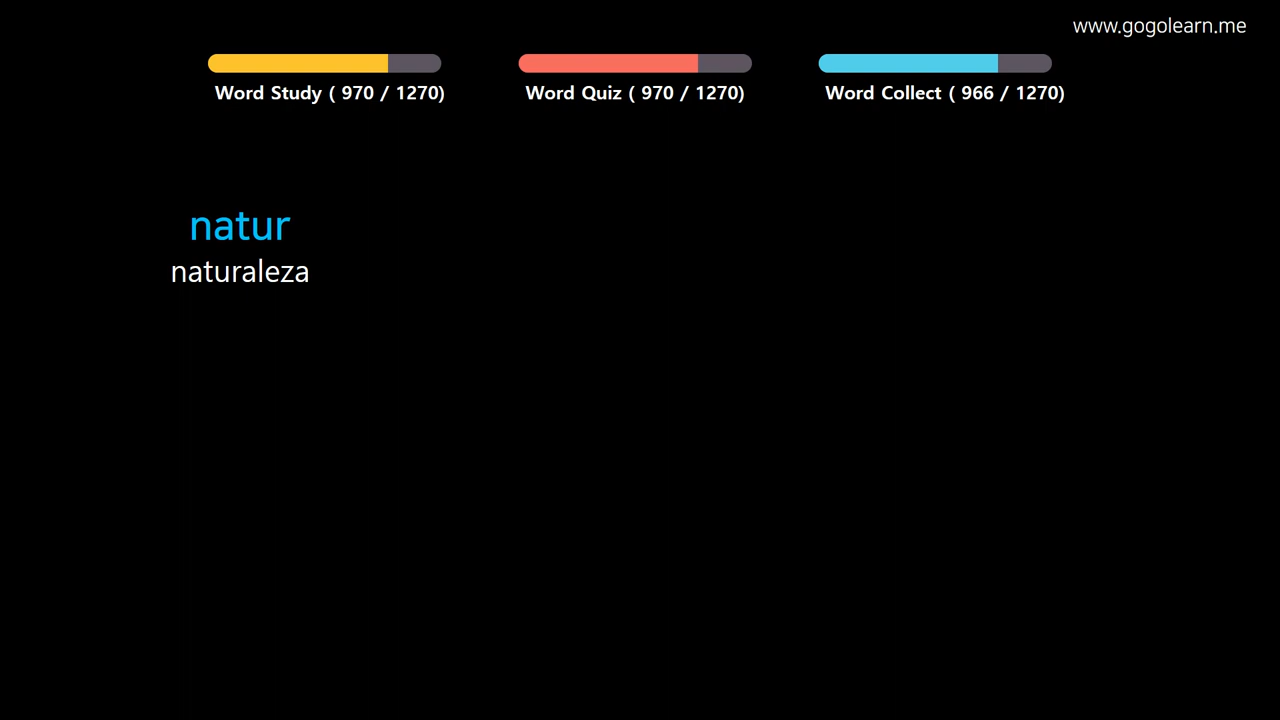 www.gogolearn.me
Word Study ( 970 / 1270)
Word Quiz ( 970 / 1270)
Word Collect ( 966 / 1270)
natur
naturaleza